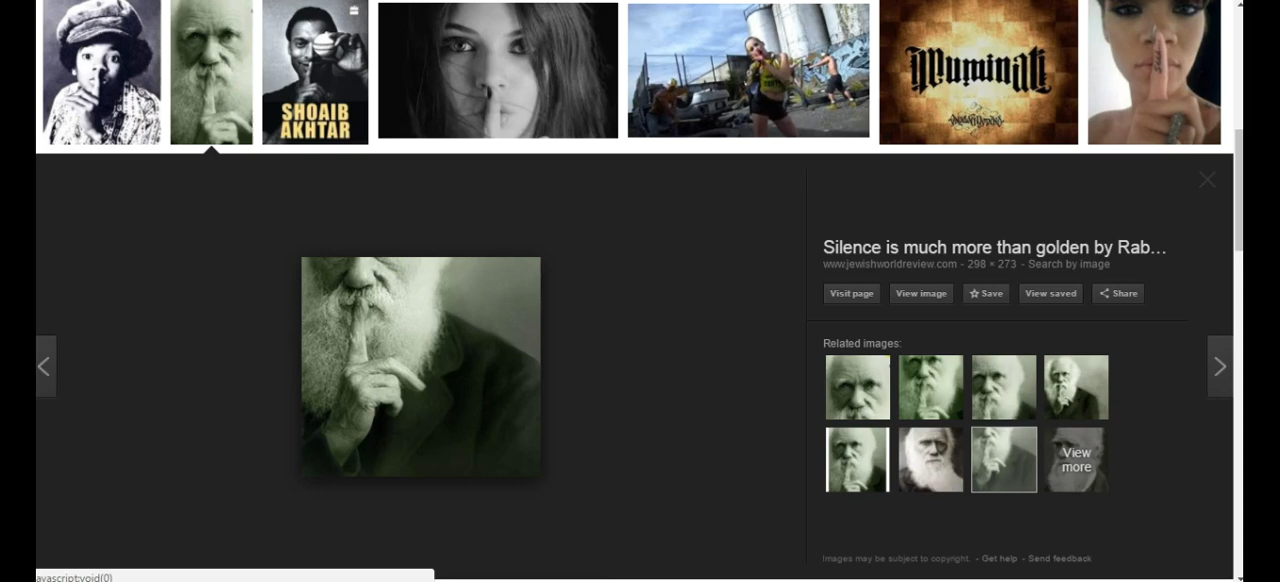 SHOAIB
AKHTAR
Illuminati
Silence is much more than golden by Rab...
www.jewishworldreview.com - 298 × 273 - Search by image
Visit page
View image
Save
View saved
Share
Related images:
View
more
Images may be subject to copyright. - Get help - Send feedback
avascript:void(0)